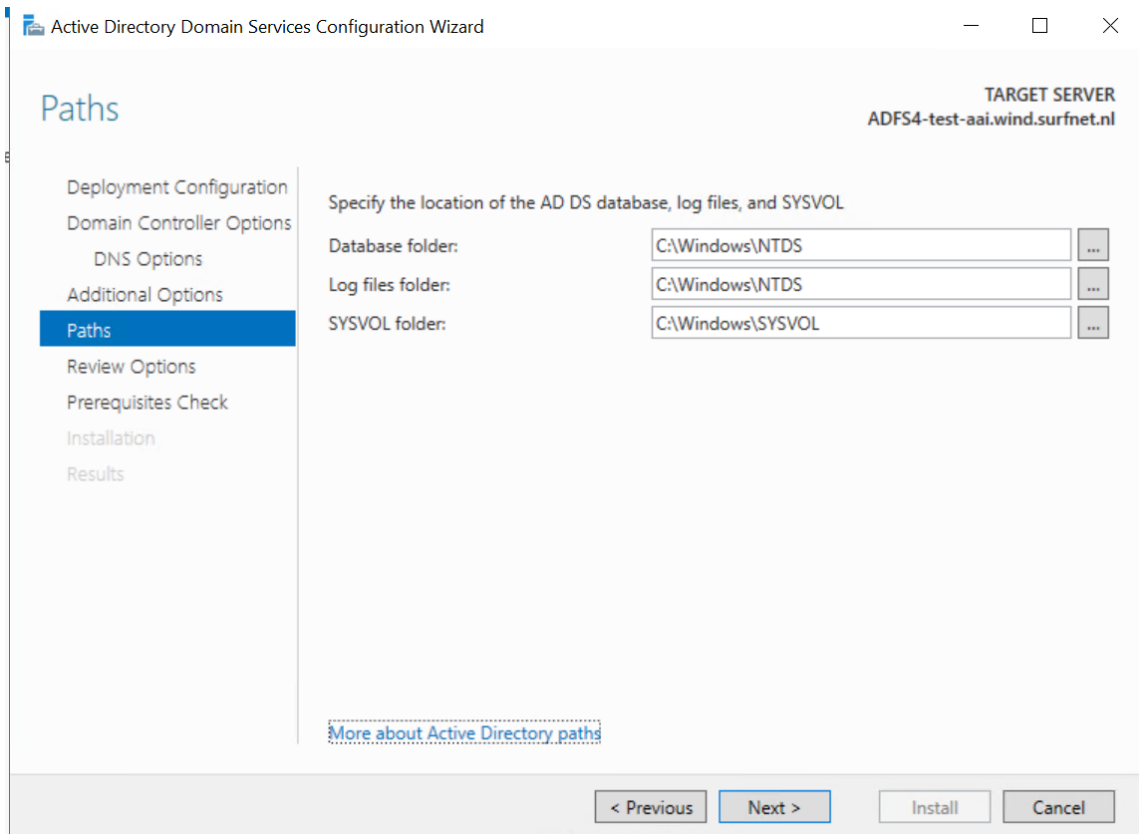 Active Directory Domain Services Configuration Wizard
Paths
TARGET SERVER
ADFS4-test-aai.wind.surfnet.nl
Deployment Configuration
Domain Controller Options
DNS Options
Additional Options
Paths
Review Options
Prerequisites Check
Installation
Results
Specify the location of the AD DS database, log files, and SYSVOL
Database folder: C:\Windows\NTDS ...
Log files folder: C:\Windows\NTDS ...
SYSVOL folder: C:\Windows\SYSVOL ...
More about Active Directory paths
< Previous Next > Install Cancel